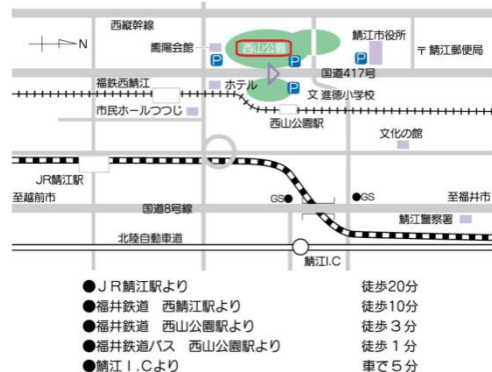 西縦幹線
N
嚮陽会館
西山公園
鯖江市役所
〒鯖江郵便局
P
P
P
国道417号
福鉄西鯖江
ホテル
P
文 進徳小学校
市民ホールつつじ
西山公園駅
文化の館
JR鯖江駅
至越前市
国道8号線
GS
GS
至福井市
鯖江警察署
北陸自動車道
鯖江I.C
●JR鯖江駅より 徒歩20分
●福井鉄道 西鯖江駅より 徒歩10分
●福井鉄道 西山公園駅より 徒歩3分
●福井鉄道バス 西山公園駅より 徒歩1分
●鯖江I.Cより 車で5分